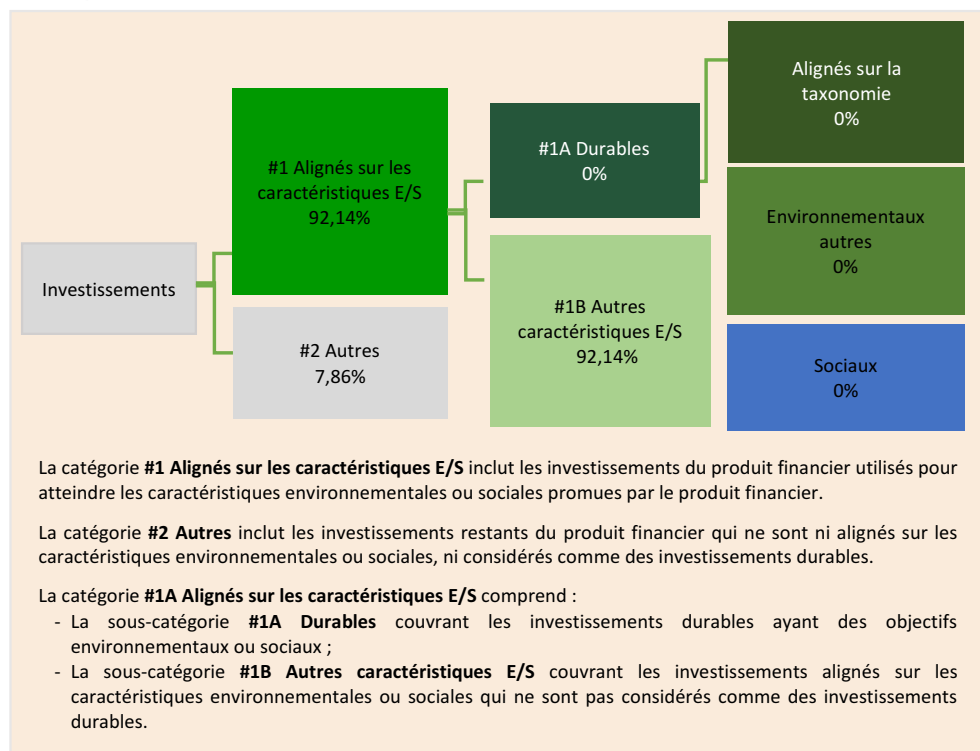 Investissements
#1 Alignés sur les
caractéristiques E/S
92,14%
#2 Autres
7,86%
#1A Durables
0%
#1B Autres
caractéristiques E/S
92,14%
Alignés sur la
taxonomie
0%
Environnementaux
autres
0%
Sociaux
0%
La catégorie #1 Alignés sur les caractéristiques E/S inclut les investissements du produit financier utilisés pour
atteindre les caractéristiques environnementales ou sociales promues par le produit financier.
La catégorie #2 Autres inclut les investissements restants du produit financier qui ne sont ni alignés sur les
caractéristiques environnementales ou sociales, ni considérés comme des investissements durables.
La catégorie #1A Alignés sur les caractéristiques E/S comprend :
- La sous-catégorie #1A Durables couvrant les investissements durables ayant des objectifs
environnementaux ou sociaux ;
- La sous-catégorie #1B Autres caractéristiques E/S couvrant les investissements alignés sur les
caractéristiques environnementales ou sociales qui ne sont pas considérés comme des investissements
durables.